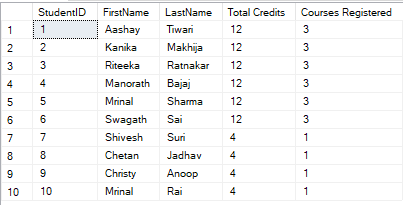 StudentID FirstName LastName Total Credits Courses Registered
1 1 Aashay Tiwari 12 3
2 2 Kanika Makhija 12 3
3 3 Riteeka Ratnakar 12 3
4 4 Manorath Bajaj 12 3
5 5 Mrinal Sharma 12 3
6 6 Swagath Sai 12 3
7 7 Shivesh Suri 4 1
8 8 Chetan Jadhav 4 1
9 9 Christy Anoop 4 1
10 10 Mrinal Rai 4 1